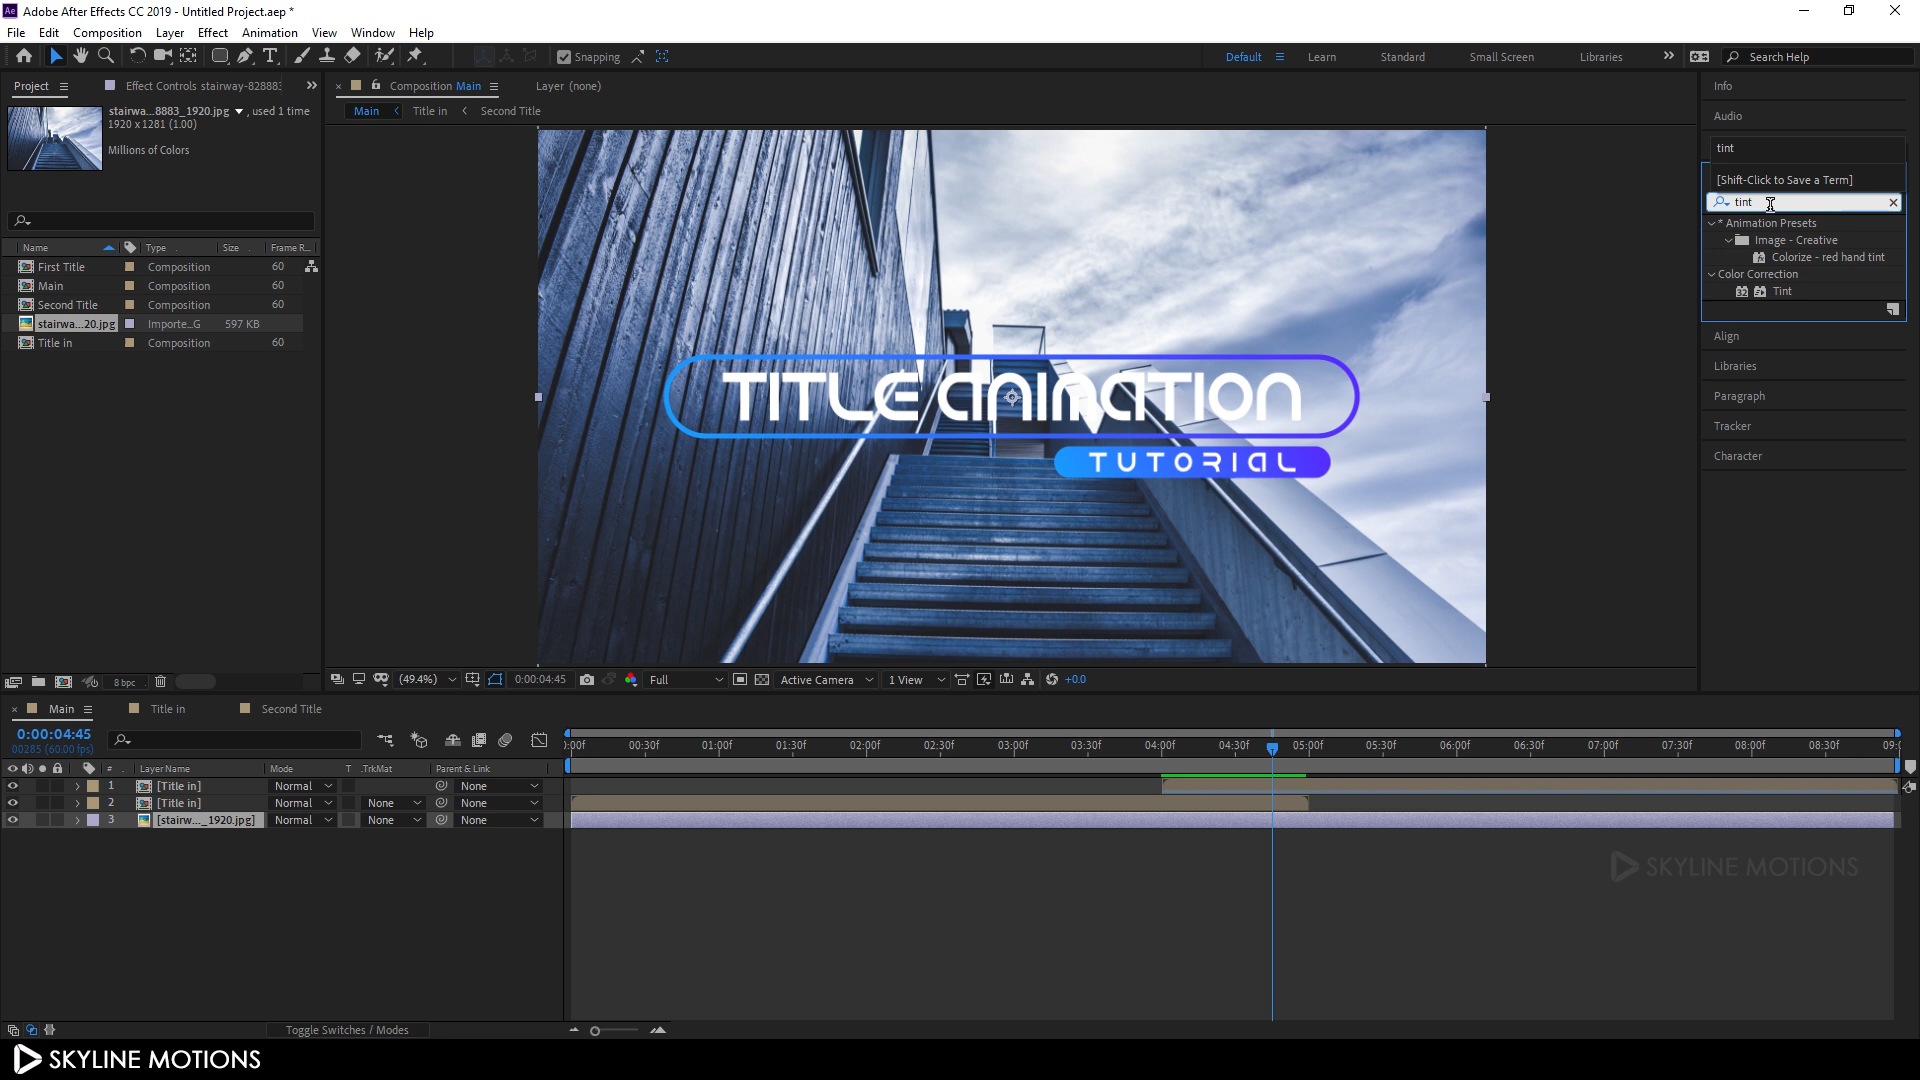 Adobe After Effects CC 2019 - Untitled Project.aep *
File Edit Composition Layer Effect Animation View Window Help
Snapping
Default Learn Standard Small Screen Libraries
Search Help
Project Effect Controls stairway-828883
stairwa...8883_1920.jpg , used 1 time
1920 x 1281 (1.00)
Millions of Colors
Name Type Size Frame R...
First Title Composition 60
Main Composition 60
Second Title Composition 60
stairwa...20.jpg Importe...G 597 KB
Title in Composition 60
8 bpc
Composition Main
Layer (none)
Main Title in Second Title
TITLE ANIMATION
TUTORIAL
(49.4%) 0:00:04:45 Full Active Camera 1 View +0.0
Info
Audio
tint
[Shift-Click to Save a Term]
tint
* Animation Presets
Image - Creative
Colorize - red hand tint
Color Correction
32 Tint
Align
Libraries
Paragraph
Tracker
Character
Main Title in Second Title
0:00:04:45
00285 (60.00 fps)
# Layer Name Mode T .TrkMat Parent & Link
1 [Title in] Normal None
2 [Title in] Normal None None
3 [stairw..._1920.jpg] Normal None None
):00f 00:30f 01:00f 01:30f 02:00f 02:30f 03:00f 03:30f 04:00f 04:30f 05:00f 05:30f 06:00f 06:30f 07:00f 07:30f 08:00f 08:30f 09:0
SKYLINE MOTIONS
Toggle Switches / Modes
SKYLINE MOTIONS